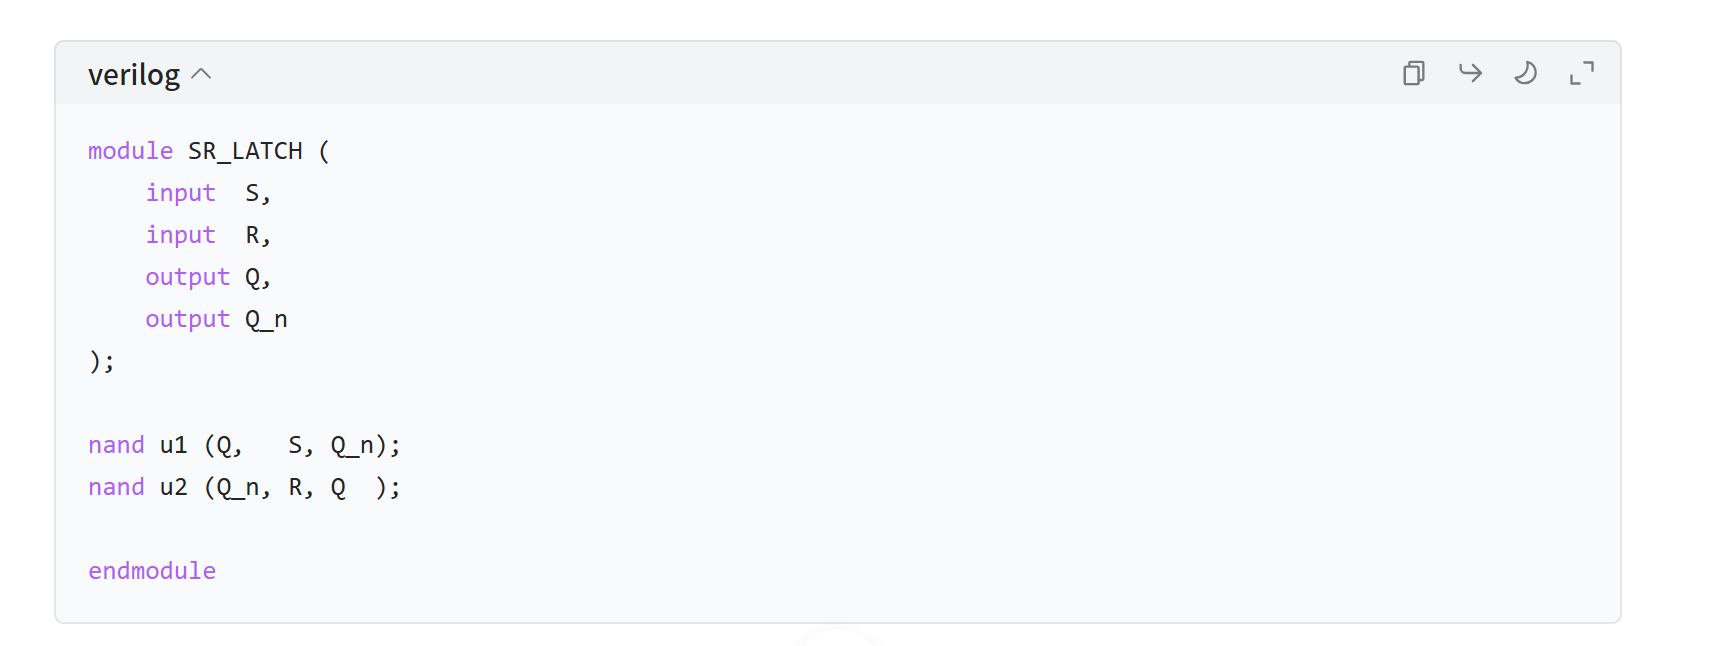 verilog
module SR_LATCH (
    input  S,
    input  R,
    output Q,
    output Q_n
);
nand u1 (Q,   S, Q_n);
nand u2 (Q_n, R, Q  );
endmodule